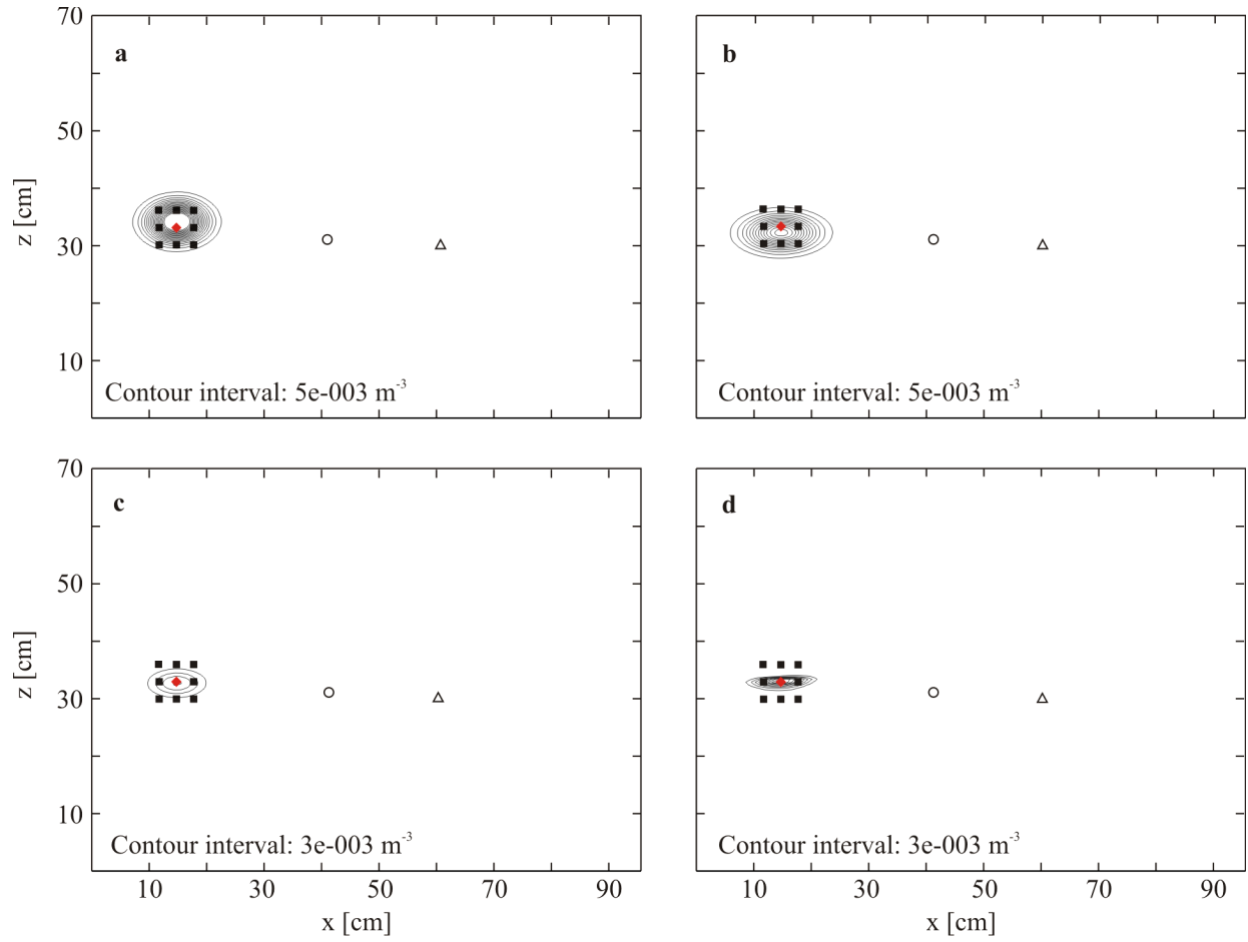 70
50
30
10
z [cm]
a
Contour interval: 5e-003 m⁻³
b
Contour interval: 5e-003 m⁻³
70
50
30
10
z [cm]
c
Contour interval: 3e-003 m⁻³
10 30 50 70 90
x [cm]
d
Contour interval: 3e-003 m⁻³
10 30 50 70 90
x [cm]